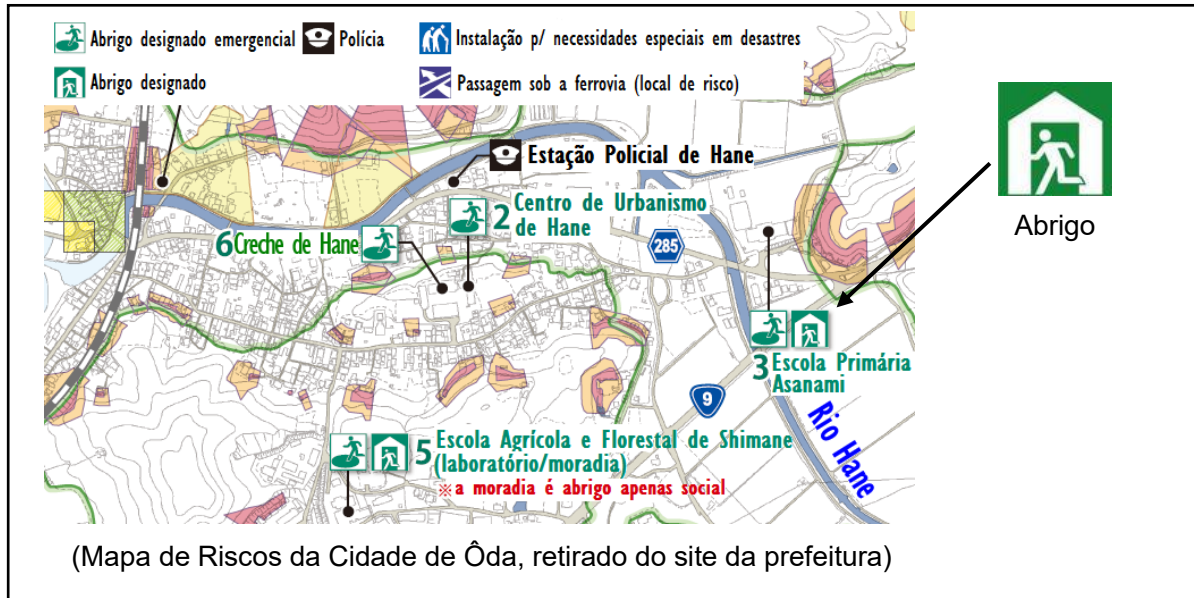 Abrigo designado emergencial
Polícia
Instalação p/ necessidades especiais em desastres
Abrigo designado
Passagem sob a ferrovia (local de risco)
Estação Policial de Hane
2 Centro de Urbanismo
de Hane
6 Creche de Hane
285
Abrigo
3 Escola Primária
Asanami
9
Rio Hane
5 Escola Agrícola e Florestal de Shimane
(laboratório/moradia)
※a moradia é abrigo apenas social
(Mapa de Riscos da Cidade de Ôda, retirado do site da prefeitura)